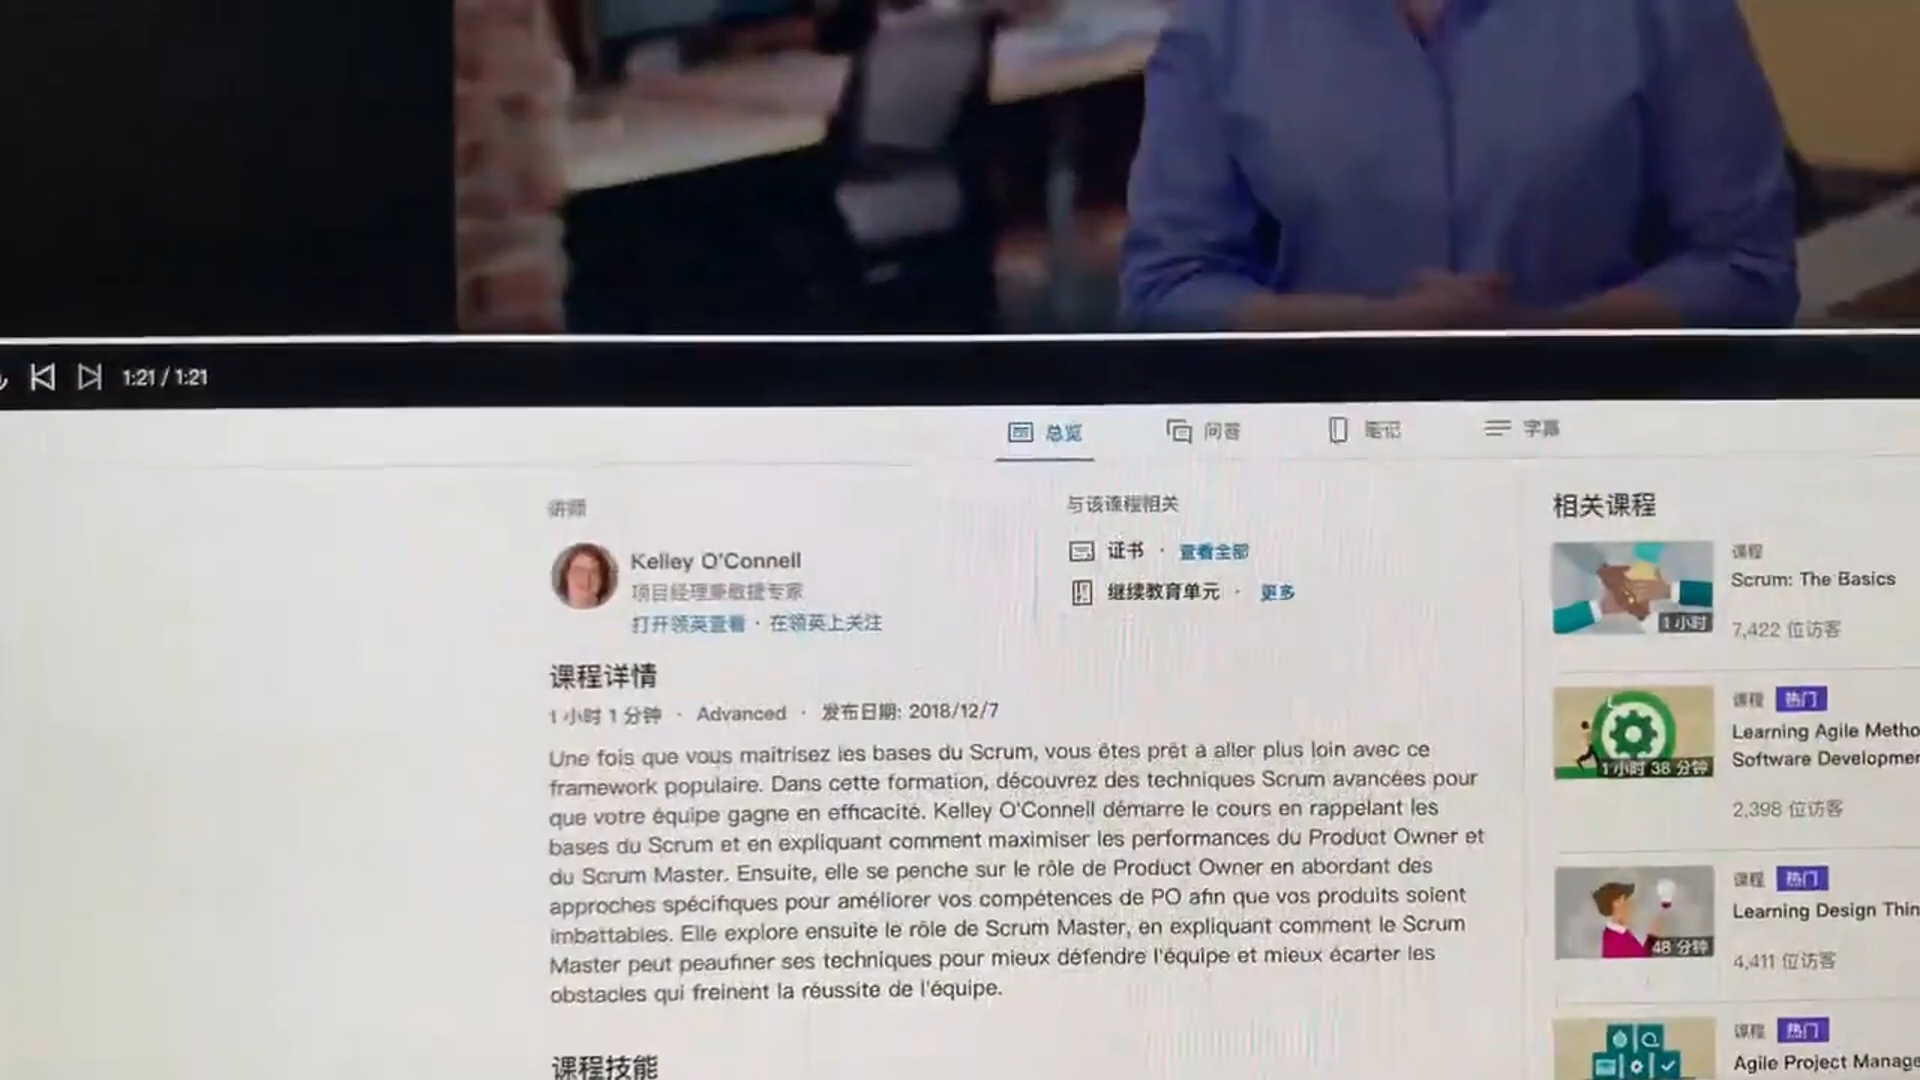 1:21 / 1:21
总览
问答
笔记
字幕
讲师
Kelley O'Connell
项目经理兼敏捷专家
打开领英查看 · 在领英上关注
与该课程相关
证书 · 查看全部
继续教育单元 · 更多
课程详情
1 小时 1 分钟 · Advanced · 发布日期: 2018/12/7
Une fois que vous maîtrisez les bases du Scrum, vous êtes prêt à aller plus loin avec ce
framework populaire. Dans cette formation, découvrez des techniques Scrum avancées pour
que votre équipe gagne en efficacité. Kelley O'Connell démarre le cours en rappelant les
bases du Scrum et en expliquant comment maximiser les performances du Product Owner et
du Scrum Master. Ensuite, elle se penche sur le rôle de Product Owner en abordant des
approches spécifiques pour améliorer vos compétences de PO afin que vos produits soient
imbattables. Elle explore ensuite le rôle de Scrum Master, en expliquant comment le Scrum
Master peut peaufiner ses techniques pour mieux défendre l'équipe et mieux écarter les
obstacles qui freinent la réussite de l'équipe.
课程技能
相关课程
课程
Scrum: The Basics
1 小时
7,422 位访客
课程 热门
Learning Agile Metho
Software Developmer
1 小时 38 分钟
2,398 位访客
课程 热门
Learning Design Thin
48 分钟
4,411 位访客
课程 热门
Agile Project Manage